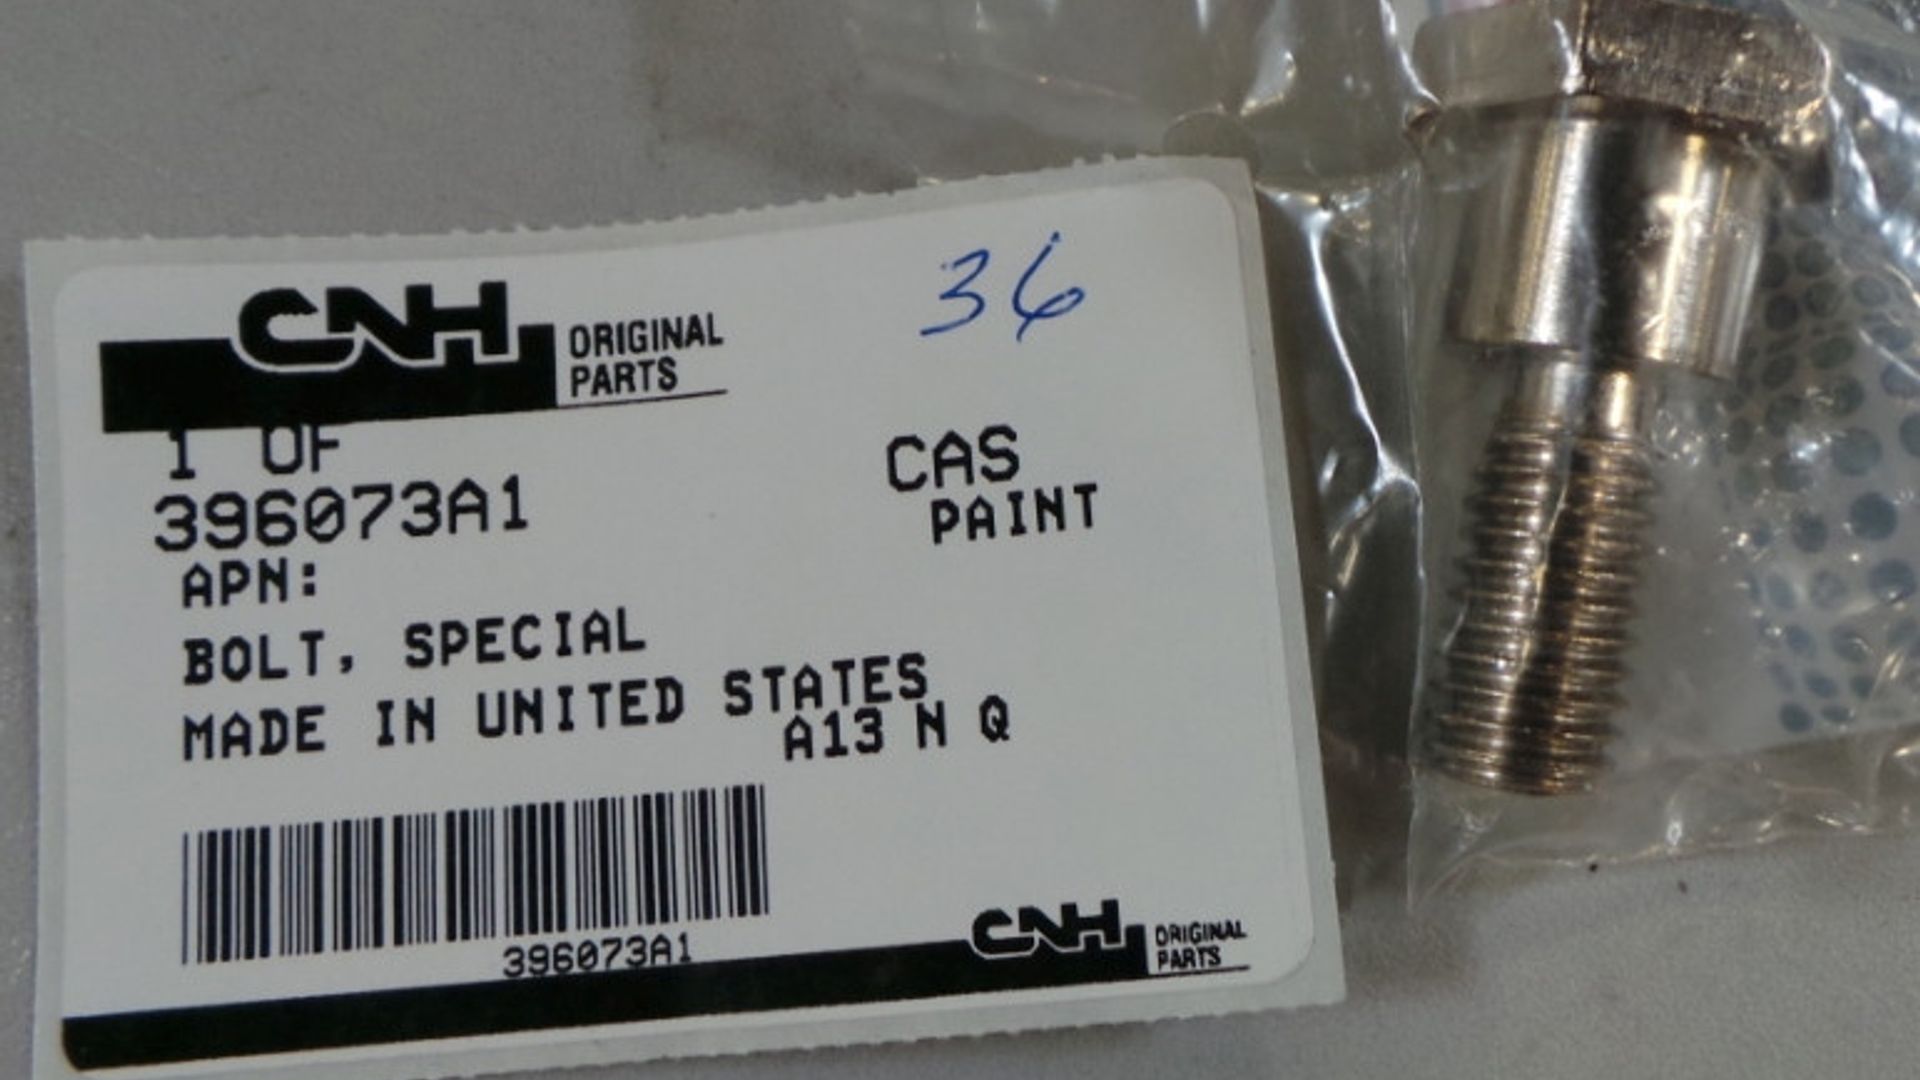 36
CNH ORIGINAL
PARTS
1 OF
396073A1 CAS
PAINT
APN:
BOLT, SPECIAL
MADE IN UNITED STATES
A13 N Q
396073A1
CNH ORIGINAL
PARTS